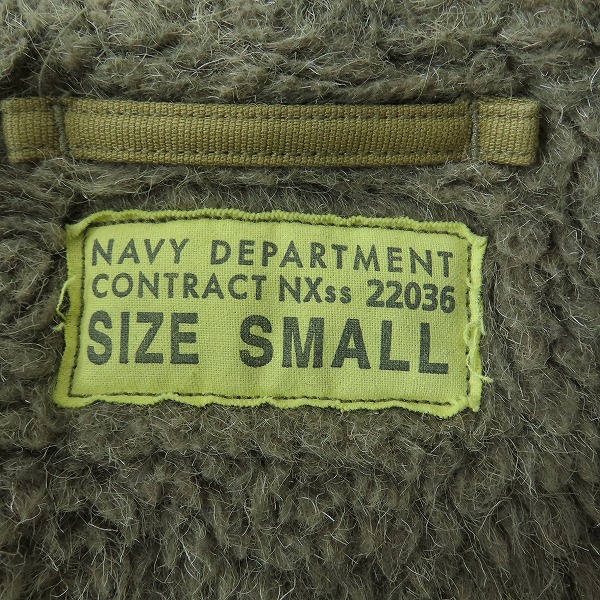 NAVY DEPARTMENT
CONTRACT NXss 22036
SIZE SMALL